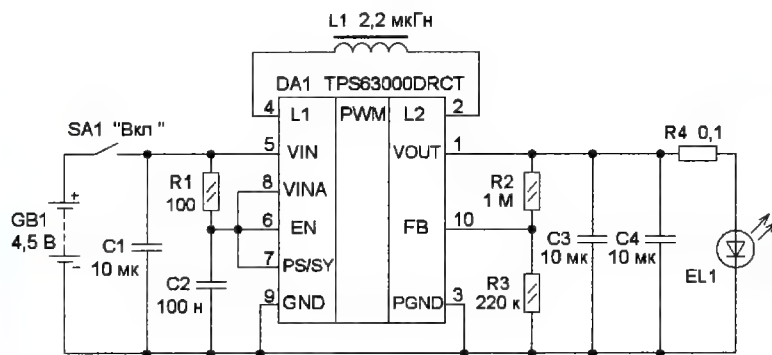 L1 2,2 мкГн
DA1 TPS63000DRCT
4 L1 PWM L2 2
SA1 "Вкл"
5 VIN VOUT 1
R4 0,1
R1
100
8 VINA
R2
1 М
GB1
4,5 В
+
-
6 EN FB 10
C1
10 мк
7 PS/SY
C2
100 н
9 GND PGND 3
R3
220 к
C3
10 мк
C4
10 мк
EL1